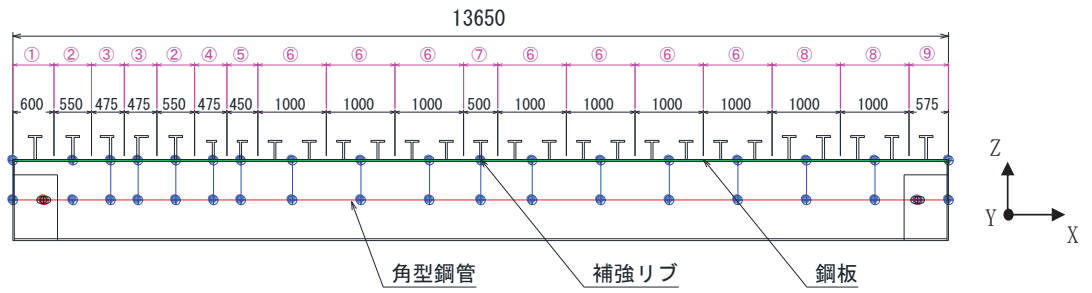 13650
① ② ③ ③ ② ④ ⑤ ⑥ ⑥ ⑥ ⑦ ⑥ ⑥ ⑥ ⑥ ⑧ ⑧ ⑨
600 550 475 475 550 475 450 1000 1000 1000 500 1000 1000 1000 1000 1000 1000 575
Z
Y X
角型鋼管 補強リブ 鋼板